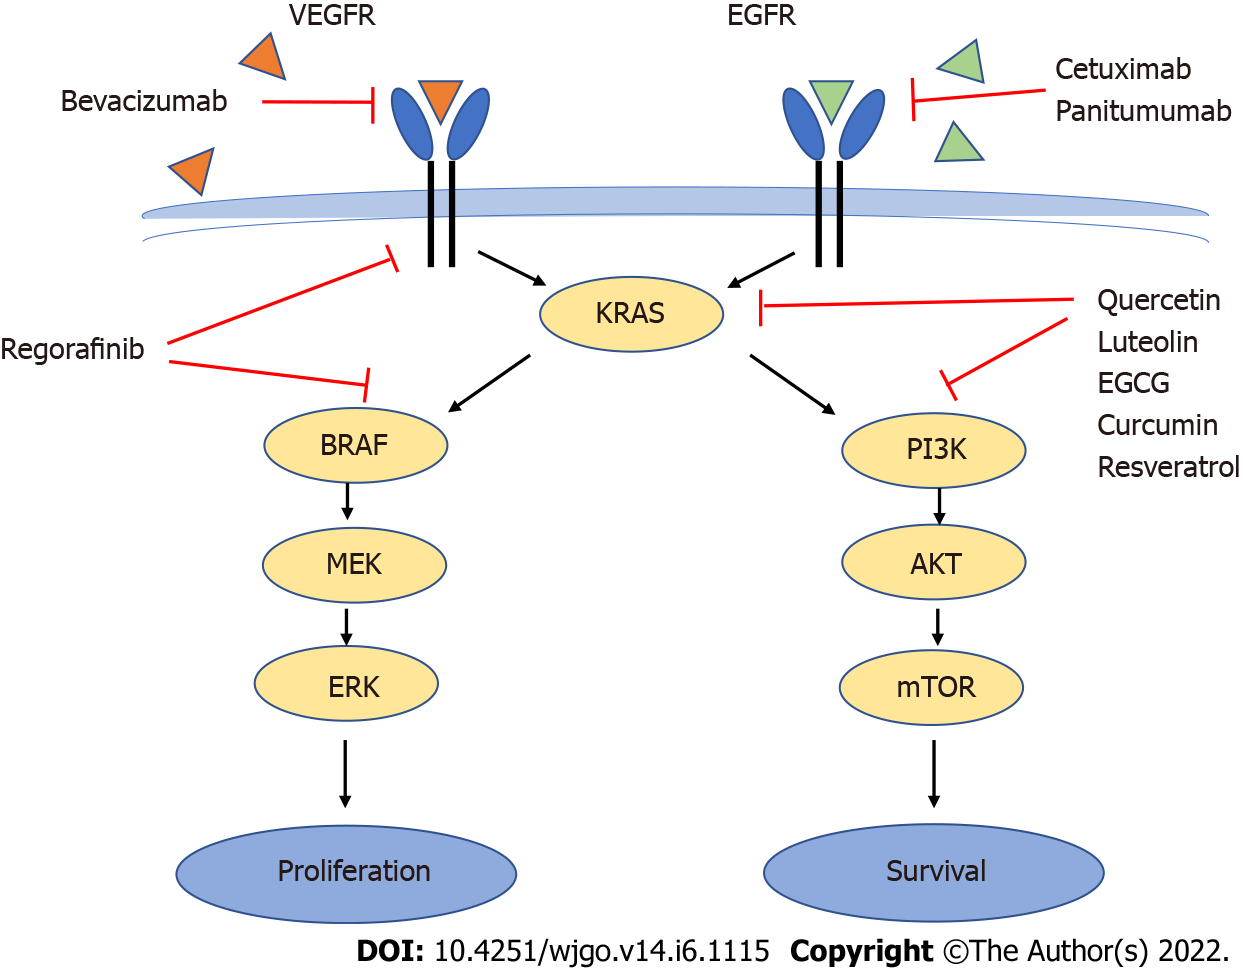 VEGFR
EGFR
Bevacizumab
Cetuximab
Panitumumab
KRAS
Quercetin
Luteolin
EGCG
Curcumin
Resveratrol
Regorafinib
BRAF
PI3K
MEK
AKT
ERK
mTOR
Proliferation
Survival
DOI: 10.4251/wjgo.v14.i6.1115 Copyright ©The Author(s) 2022.